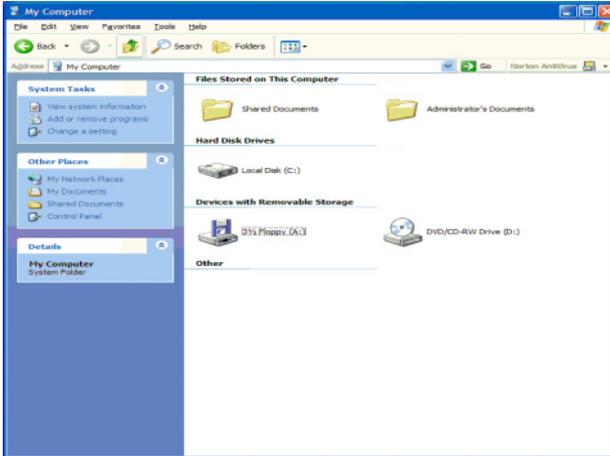 My Computer
File Edit View Favorites Tools Help
Back Search Folders
Address My Computer Go Norton AntiVirus
System Tasks
View system information
Add or remove programs
Change a setting
Other Places
My Network Places
My Documents
Shared Documents
Control Panel
Details
My Computer
System Folder
Files Stored on This Computer
Shared Documents Administrator's Documents
Hard Disk Drives
Local Disk (C:)
Devices with Removable Storage
3½ Floppy (A:) DVD/CD-RW Drive (D:)
Other